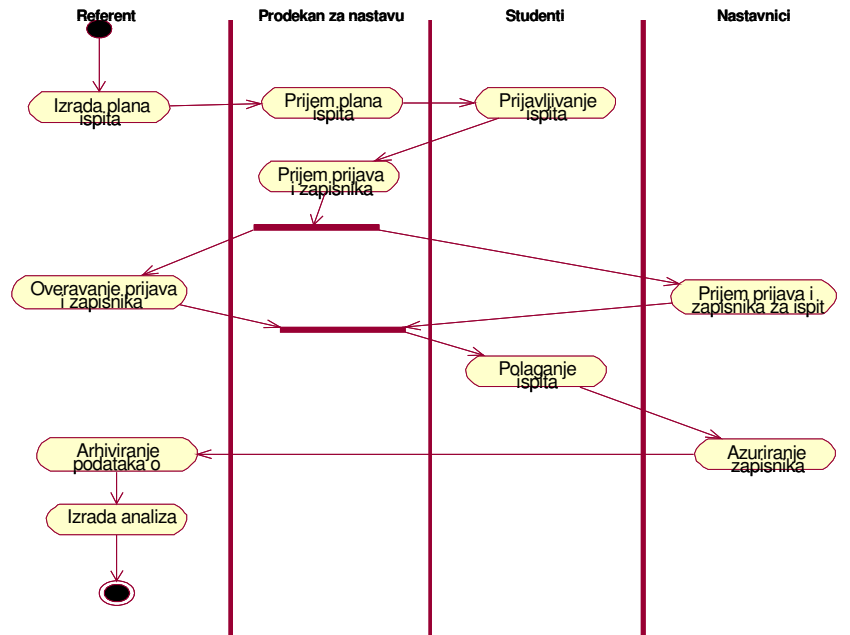 Referent
Prodekan za nastavu
Studenti
Nastavnici
Izrada plana
ispita
Prijem plana
ispita
Prijavljivanje
ispita
Prijem prijava
i zapisnika
Overavanje prijava
i zapisnika
Prijem prijava i
zapisnika za ispit
Polaganje
ispita
Arhiviranje
podataka o
Azuriranje
zapisnika
Izrada analiza